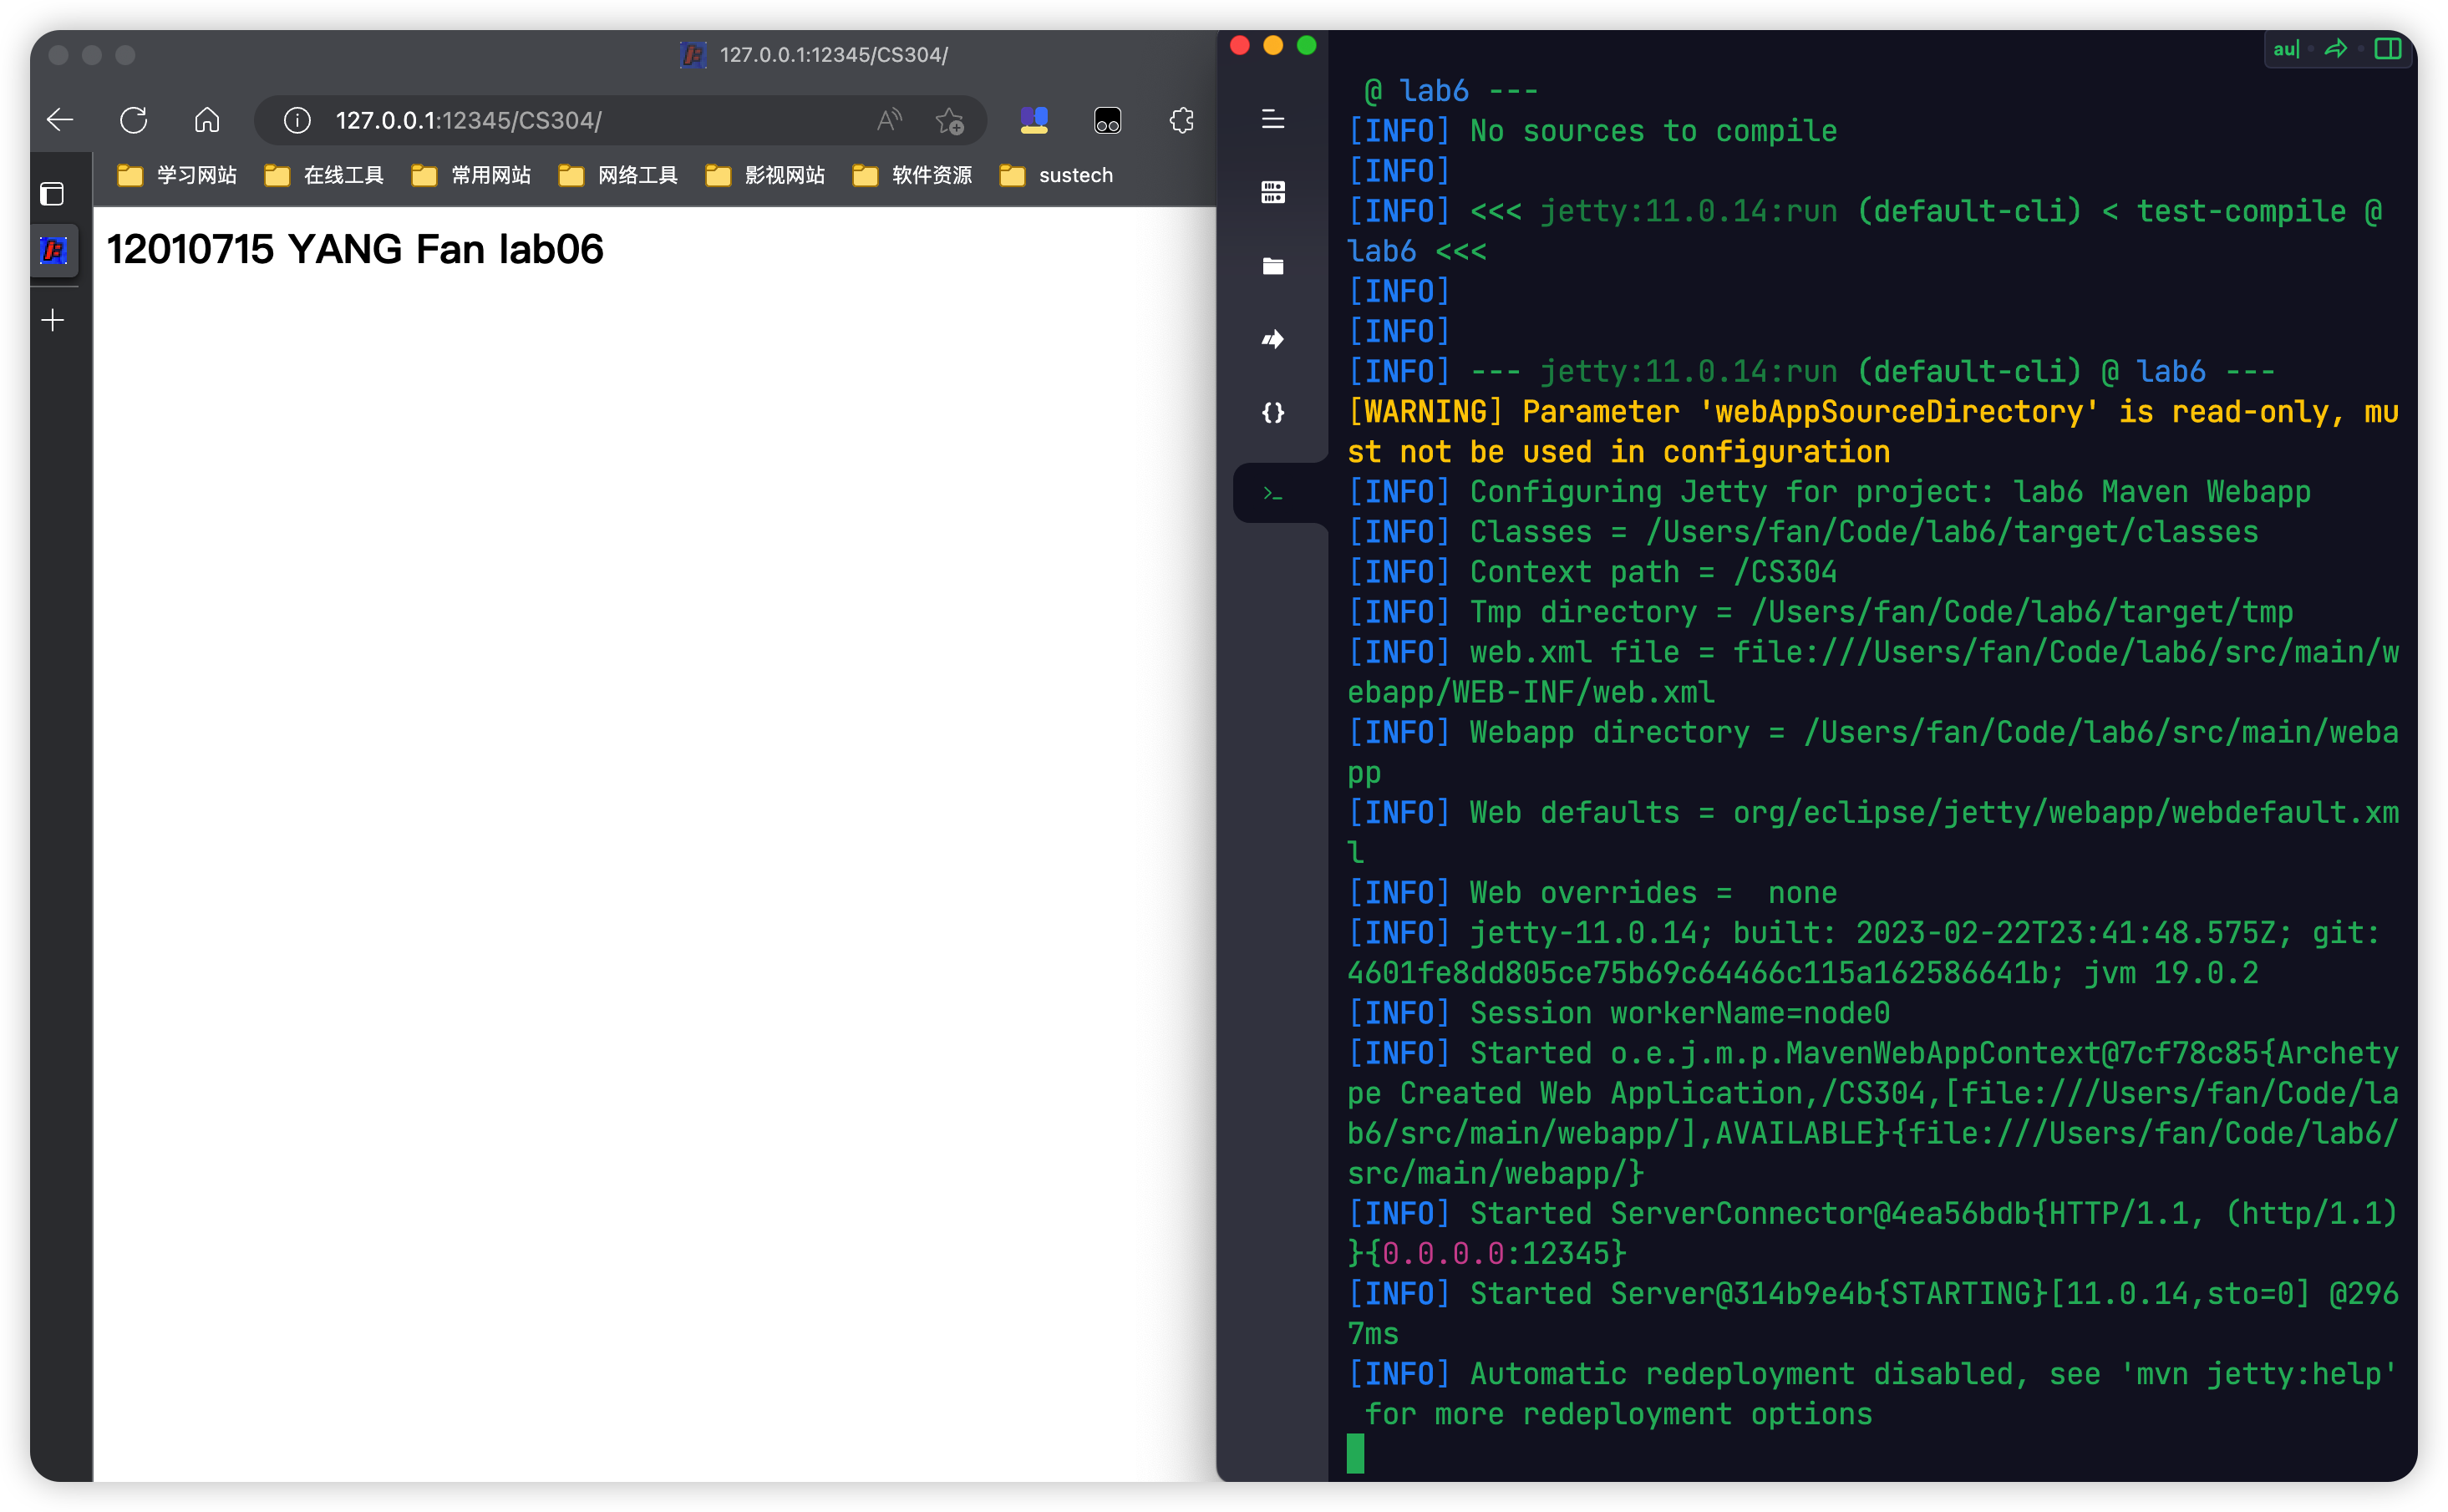 127.0.0.1:12345/CS304/
127.0.0.1:12345/CS304/
学习网站 在线工具 常用网站 网络工具 影视网站 软件资源 sustech
12010715 YANG Fan lab06
au|
@ lab6 ---
[INFO] No sources to compile
[INFO]
[INFO] <<< jetty:11.0.14:run (default-cli) < test-compile @
lab6 <<<
[INFO]
[INFO]
[INFO] --- jetty:11.0.14:run (default-cli) @ lab6 ---
[WARNING] Parameter 'webAppSourceDirectory' is read-only, mu
st not be used in configuration
[INFO] Configuring Jetty for project: lab6 Maven Webapp
[INFO] Classes = /Users/fan/Code/lab6/target/classes
[INFO] Context path = /CS304
[INFO] Tmp directory = /Users/fan/Code/lab6/target/tmp
[INFO] web.xml file = file:///Users/fan/Code/lab6/src/main/w
ebapp/WEB-INF/web.xml
[INFO] Webapp directory = /Users/fan/Code/lab6/src/main/weba
pp
[INFO] Web defaults = org/eclipse/jetty/webapp/webdefault.xm
l
[INFO] Web overrides =  none
[INFO] jetty-11.0.14; built: 2023-02-22T23:41:48.575Z; git:
4601fe8dd805ce75b69c64466c115a162586641b; jvm 19.0.2
[INFO] Session workerName=node0
[INFO] Started o.e.j.m.p.MavenWebAppContext@7cf78c85{Archety
pe Created Web Application,/CS304,[file:///Users/fan/Code/la
b6/src/main/webapp/],AVAILABLE}{file:///Users/fan/Code/lab6/
src/main/webapp/}
[INFO] Started ServerConnector@4ea56bdb{HTTP/1.1, (http/1.1)
}{0.0.0.0:12345}
[INFO] Started Server@314b9e4b{STARTING}[11.0.14,sto=0] @296
7ms
[INFO] Automatic redeployment disabled, see 'mvn jetty:help'
for more redeployment options